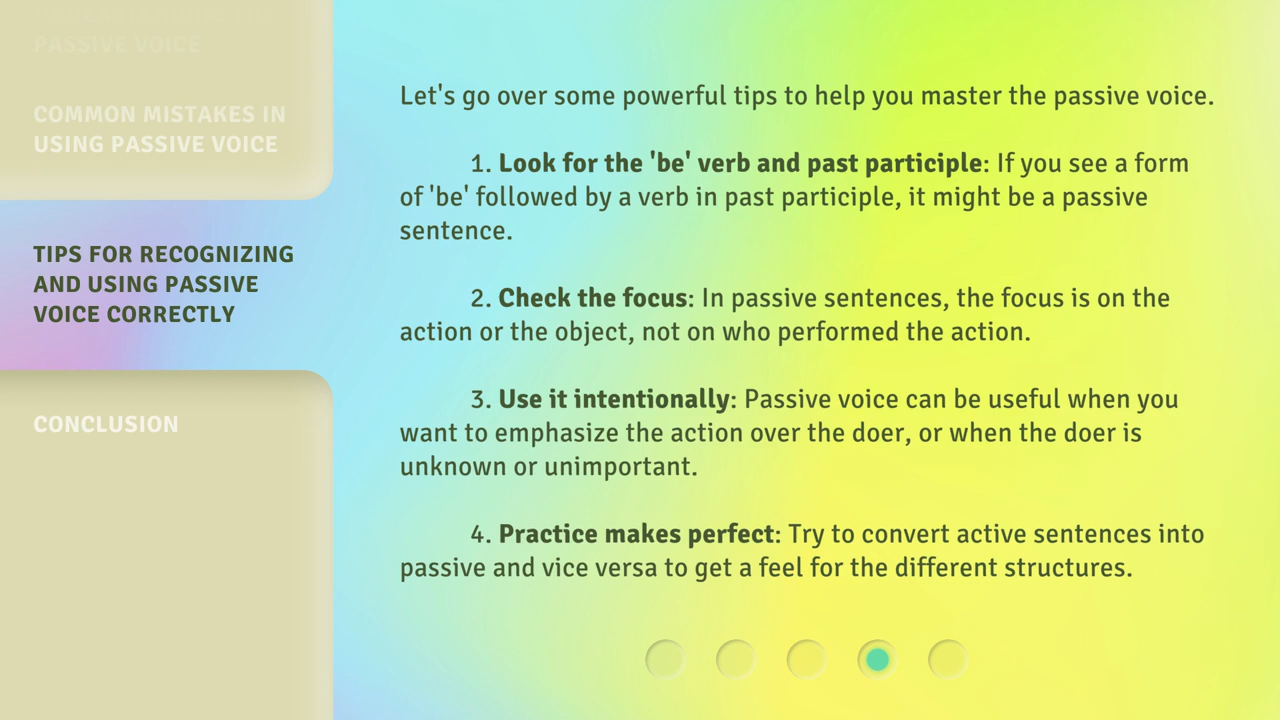 PASSIVE VOICE
COMMON MISTAKES IN
USING PASSIVE VOICE
TIPS FOR RECOGNIZING
AND USING PASSIVE
VOICE CORRECTLY
CONCLUSION
Let's go over some powerful tips to help you master the passive voice.
1. Look for the 'be' verb and past participle: If you see a form
of 'be' followed by a verb in past participle, it might be a passive
sentence.
2. Check the focus: In passive sentences, the focus is on the
action or the object, not on who performed the action.
3. Use it intentionally: Passive voice can be useful when you
want to emphasize the action over the doer, or when the doer is
unknown or unimportant.
4. Practice makes perfect: Try to convert active sentences into
passive and vice versa to get a feel for the different structures.